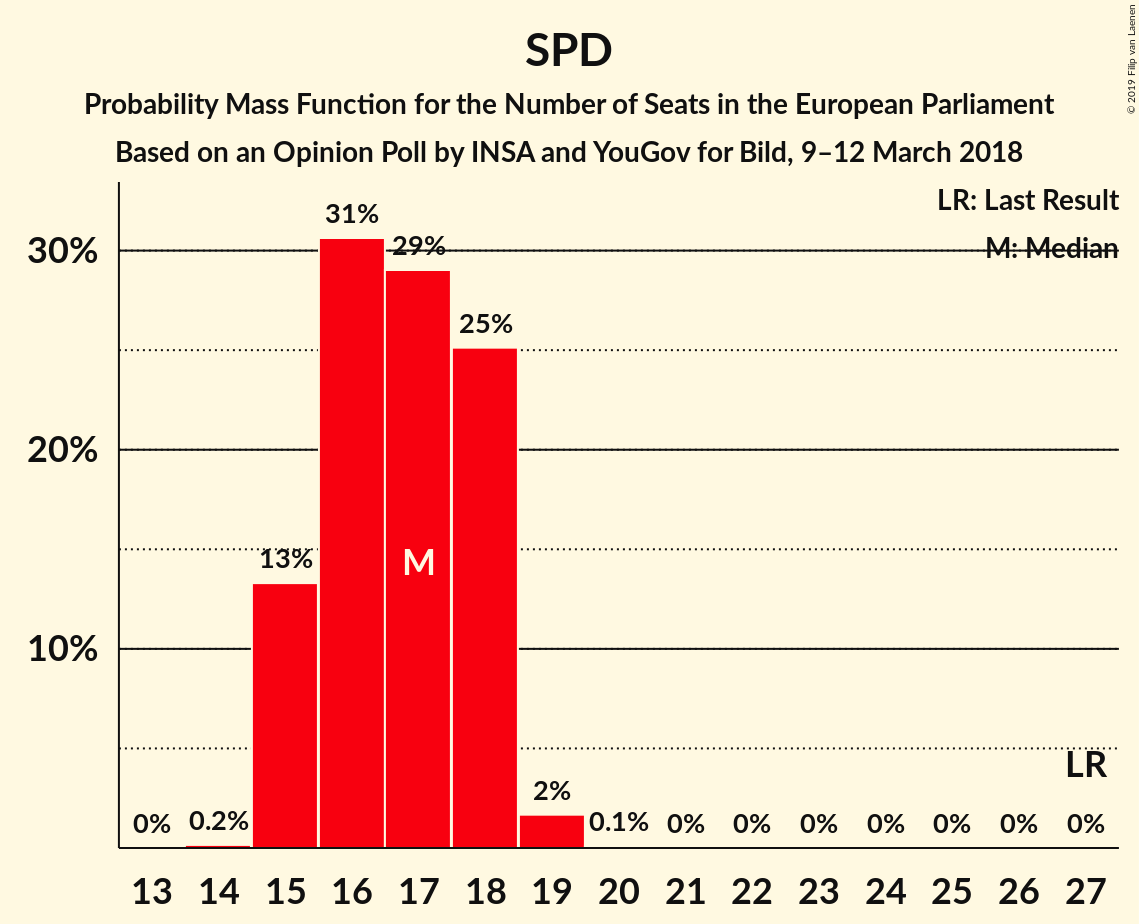 SPD
Probability Mass Function for the Number of Seats in the European Parliament
Based on an Opinion Poll by INSA and YouGov for Bild, 9–12 March 2018
© 2019 Filip van Laenen
LR: Last Result
M: Median
30%
20%
10%
0%
0.2%
13%
31%
29%
25%
2%
0.1%
0%
0%
0%
0%
0%
0%
0%
M
LR
13 14 15 16 17 18 19 20 21 22 23 24 25 26 27